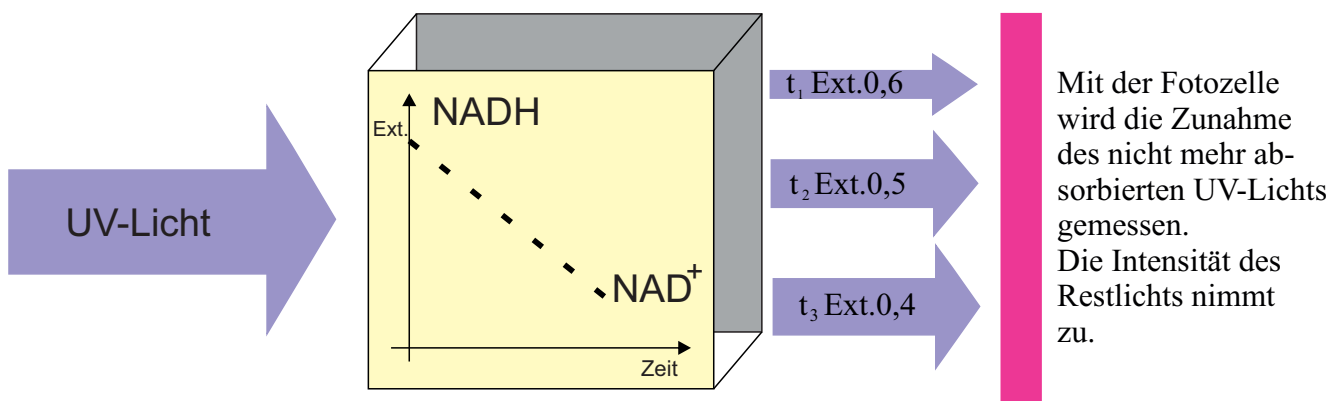 UV-Licht
Ext.
NADH
NAD⁺
Zeit
t₁ Ext.0,6
t₂ Ext.0,5
t₃ Ext.0,4
Mit der Fotozelle
wird die Zunahme
des nicht mehr ab-
sorbierten UV-Lichts
gemessen.
Die Intensität des
Restlichts nimmt
zu.